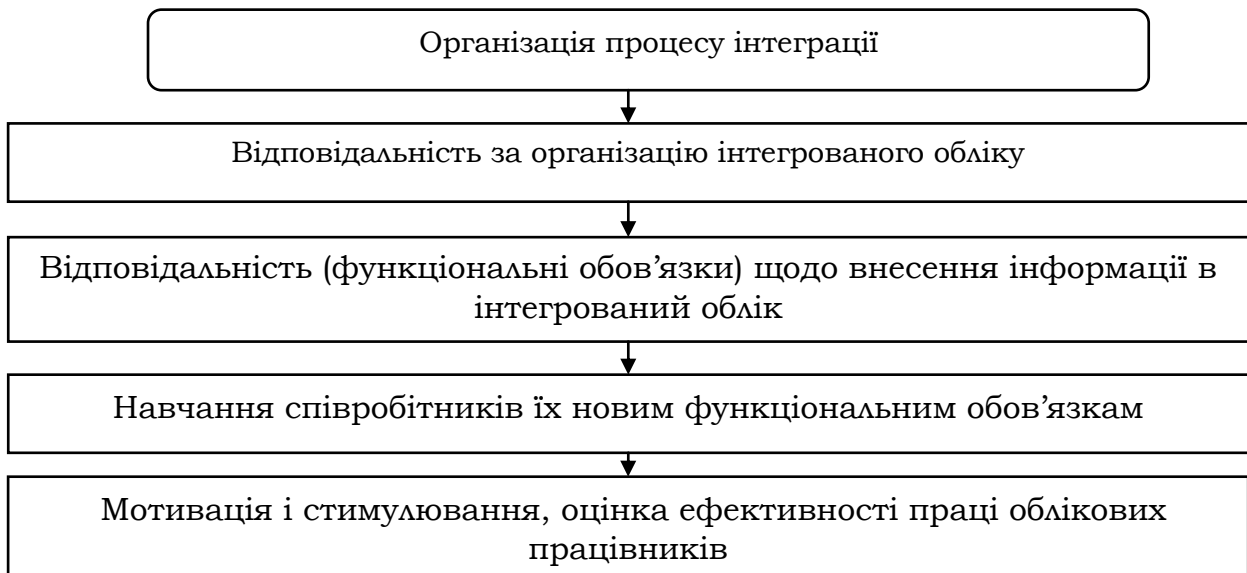 Організація процесу інтеграції
Відповідальність за організацію інтегрованого обліку
Відповідальність (функціональні обов’язки) щодо внесення інформації в
інтегрований облік
Навчання співробітників їх новим функціональним обов’язкам
Мотивація і стимулювання, оцінка ефективності праці облікових
працівників